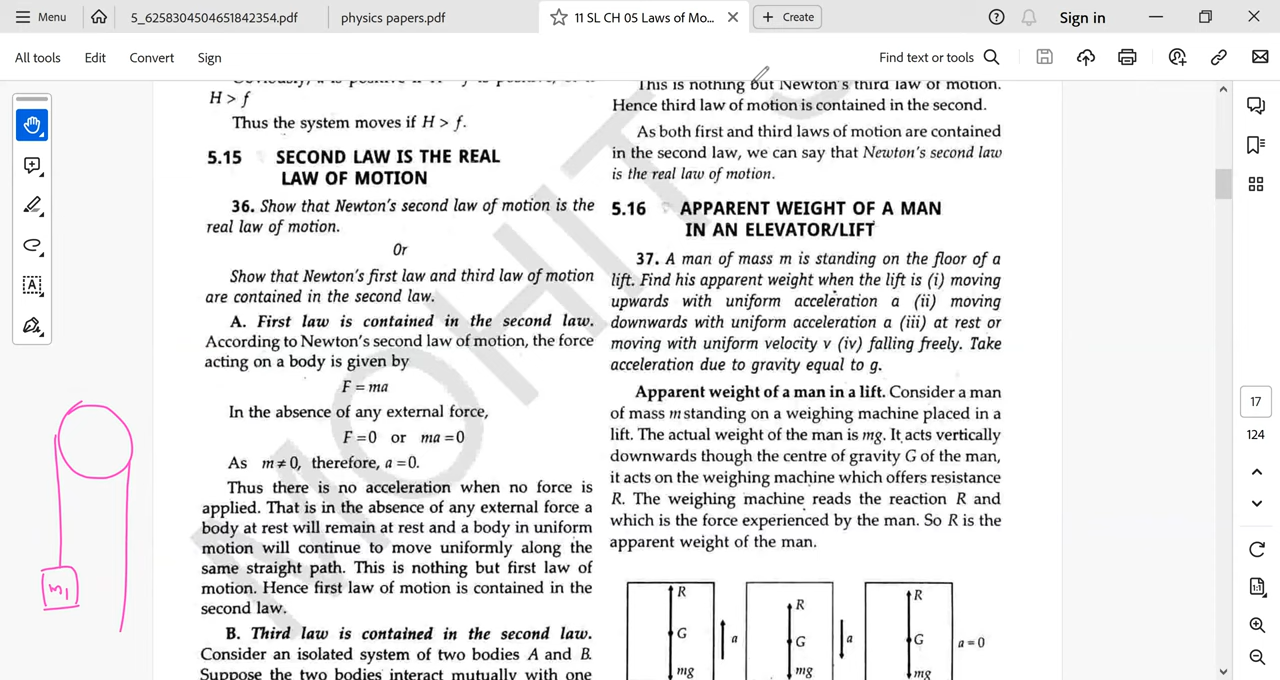 Menu
5_6258304504651842354.pdf
physics papers.pdf
11 SL CH 05 Laws of Mo...
Create
Sign in
All tools
Edit
Convert
Sign
Find text or tools
H > f
Thus the system moves if H > f.
5.15 SECOND LAW IS THE REAL
LAW OF MOTION
36. Show that Newton's second law of motion is the
real law of motion.
Or
Show that Newton's first law and third law of motion
are contained in the second law.
A. First law is contained in the second law.
According to Newton's second law of motion, the force
acting on a body is given by
F = ma
In the absence of any external force,
F = 0 or ma = 0
As m ≠ 0, therefore, a = 0.
Thus there is no acceleration when no force is
applied. That is in the absence of any external force a
body at rest will remain at rest and a body in uniform
motion will continue to move uniformly along the
same straight path. This is nothing but first law of
motion. Hence first law of motion is contained in the
second law.
B. Third law is contained in the second law.
Consider an isolated system of two bodies A and B.
Suppose the two bodies interact mutually with one
This is nothing but Newton's third law of motion.
Hence third law of motion is contained in the second.
As both first and third laws of motion are contained
in the second law, we can say that Newton's second law
is the real law of motion.
5.16 APPARENT WEIGHT OF A MAN
IN AN ELEVATOR/LIFT
37. A man of mass m is standing on the floor of a
lift. Find his apparent weight when the lift is (i) moving
upwards with uniform acceleration a (ii) moving
downwards with uniform acceleration a (iii) at rest or
moving with uniform velocity v (iv) falling freely. Take
acceleration due to gravity equal to g.
Apparent weight of a man in a lift. Consider a man
of mass m standing on a weighing machine placed in a
lift. The actual weight of the man is mg. It acts vertically
downwards though the centre of gravity G of the man,
it acts on the weighing machine which offers resistance
R. The weighing machine reads the reaction R and
which is the force experienced by the man. So R is the
apparent weight of the man.
R
G
mg
a
R
G
mg
a
R
G
mg
a = 0
m1
17
124
MOHIT